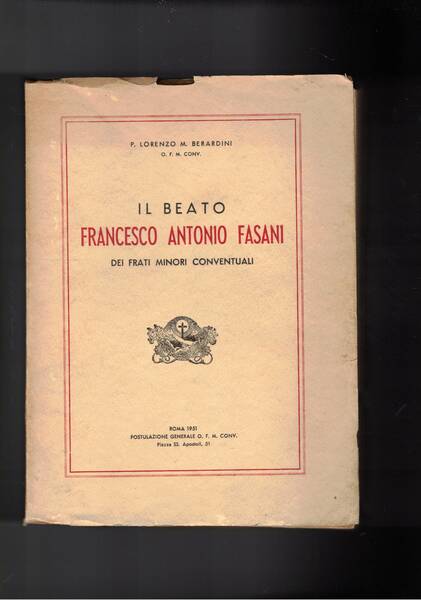 P. LORENZO M. BERARDINI
O. F. M. CONV.
IL BEATO
FRANCESCO ANTONIO FASANI
DEI FRATI MINORI CONVENTUALI
ROMA 1951
POSTULAZIONE GENERALE O. F. M. CONV.
Piazza SS. Apostoli, 51